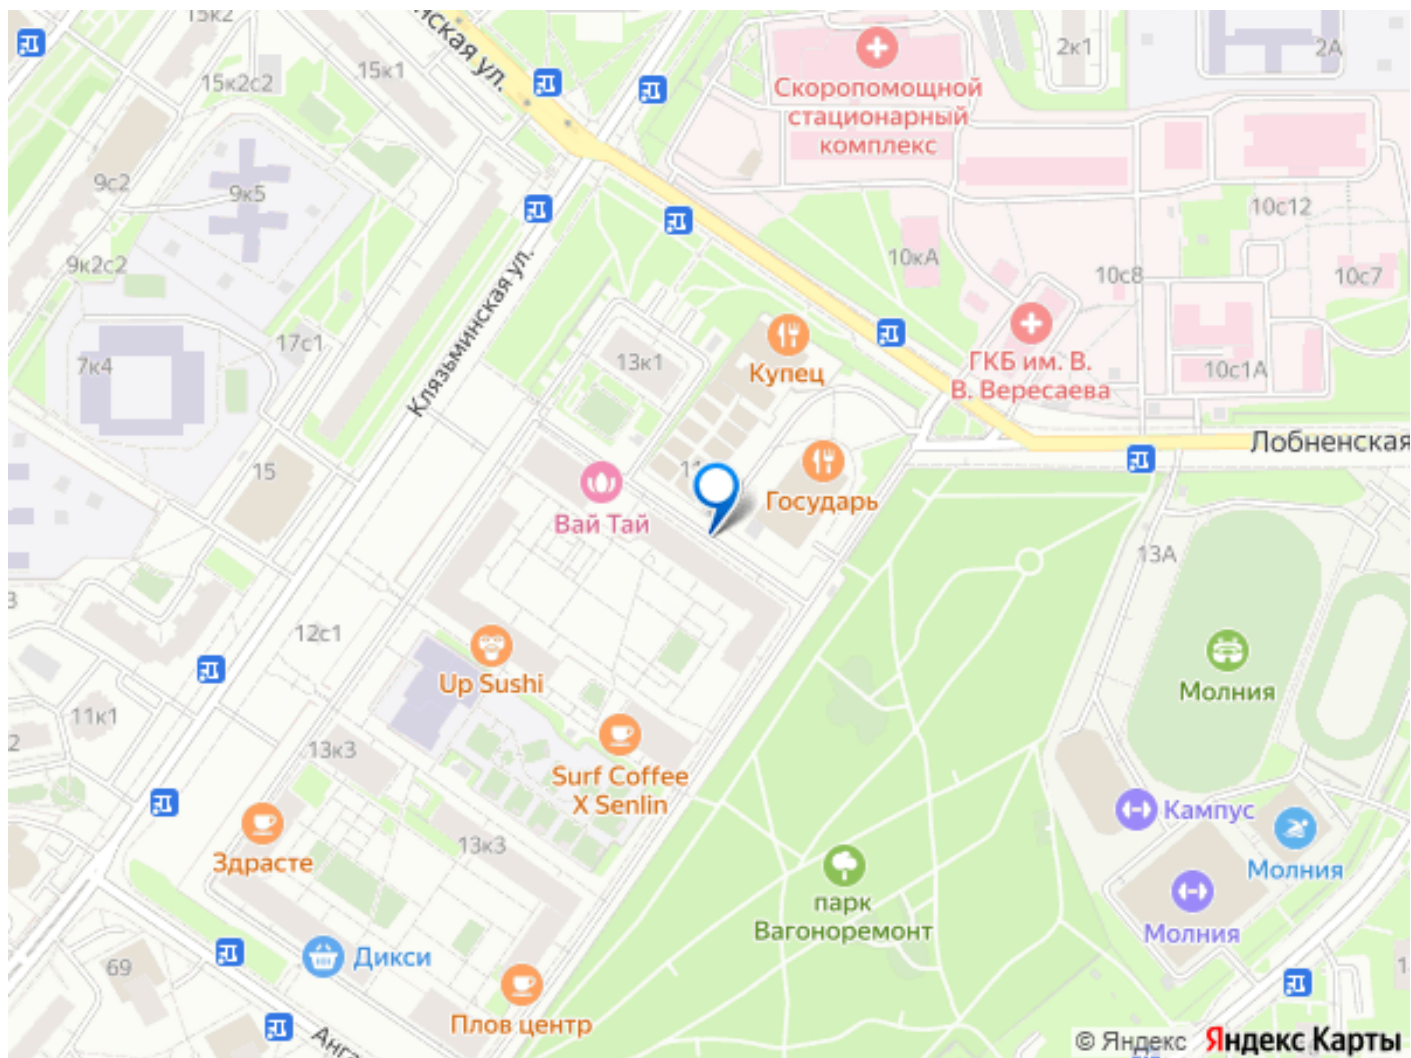 15к2
нская ул.
2к1
2А
15к1
15к2с2
Скоропомощной
стационарный
комплекс
9с2
9к5
10с12
9к2с2
Клязьминская ул.
10кА
10с8
10с7
17с1
7к4
13к1
Купец
ГКБ им. В.
В. Вересаева
10с1А
Лобненская
15
Вай Тай
Государь
13А
12с1
Up Sushi
Молния
11к1
13к3
Surf Coffee
X Senlin
Кампус
Здрасте
13к3
Молния
парк
Вагоноремонт
Молния
69
Дикси
Плов центр
Анга
© Яндекс Яндекс Карты